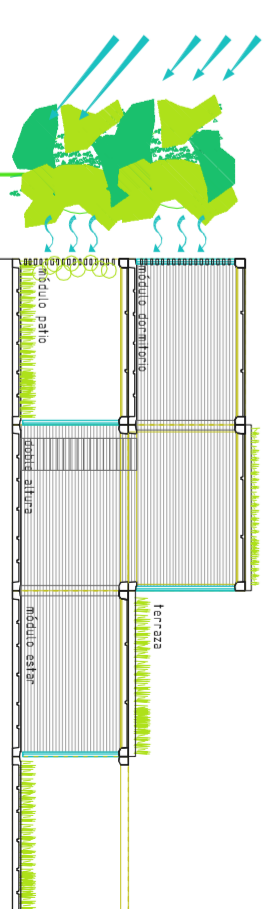 módulo patio
módulo dormitorio
doble altura
terraza
módulo estar